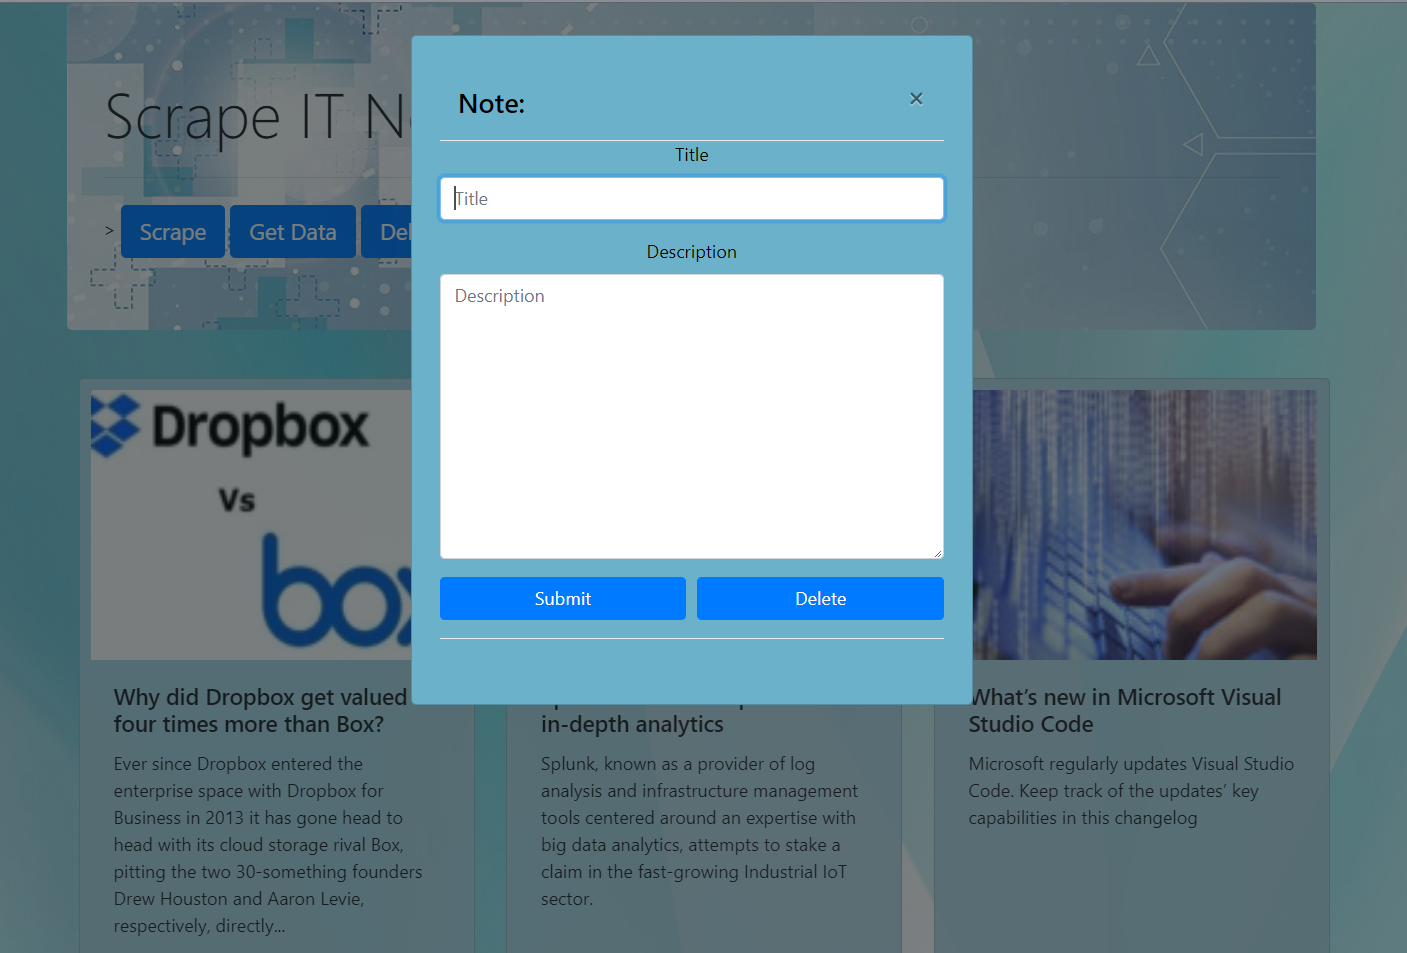 Scrape IT
> Scrape Get Data
Note:
×
Title
Title
Description
Description
Submit Delete
Dropbox
Vs
box
Why did Dropbox get valued
four times more than Box?
Ever since Dropbox entered the
enterprise space with Dropbox for
Business in 2013 it has gone head to
head with its cloud storage rival Box,
pitting the two 30-something founders
Drew Houston and Aaron Levie,
respectively, directly...
in-depth analytics
Splunk, known as a provider of log
analysis and infrastructure management
tools centered around an expertise with
big data analytics, attempts to stake a
claim in the fast-growing Industrial IoT
sector.
What’s new in Microsoft Visual
Studio Code
Microsoft regularly updates Visual Studio
Code. Keep track of the updates’ key
capabilities in this changelog